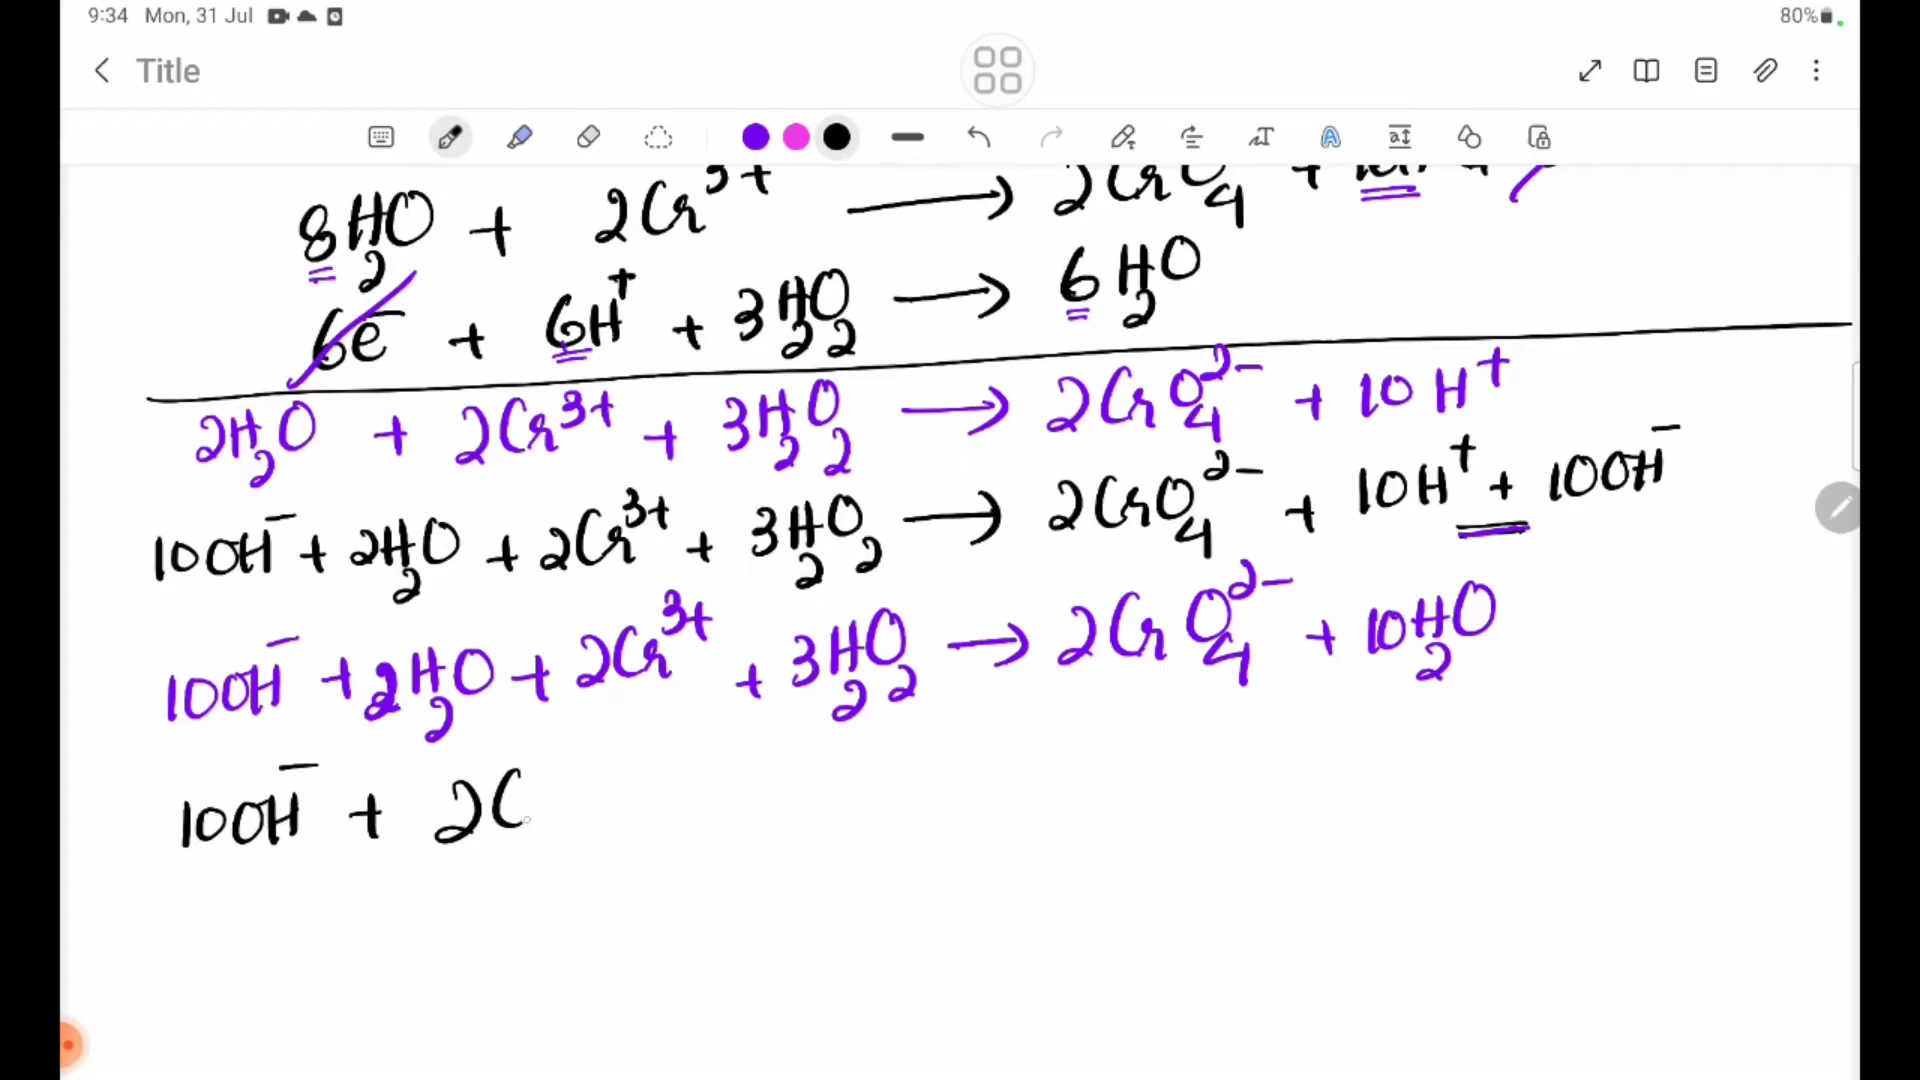 9:34 Mon, 31 Jul 80%
Title
8H₂O + 2Cr³⁺ ⟶ 2CrO₄ + 10H⁺
6e⁻ + 6H⁺ + 3H₂O₂ ⟶ 6H₂O
2H₂O + 2Cr³⁺ + 3H₂O₂ ⟶ 2CrO₄²⁻ + 10H⁺
10OH⁻ + 2H₂O + 2Cr³⁺ + 3H₂O₂ ⟶ 2CrO₄²⁻ + 10H⁺ + 10OH⁻
10OH⁻ + 2H₂O + 2Cr³⁺ + 3H₂O₂ ⟶ 2CrO₄²⁻ + 10H₂O
10OH⁻ + 2C